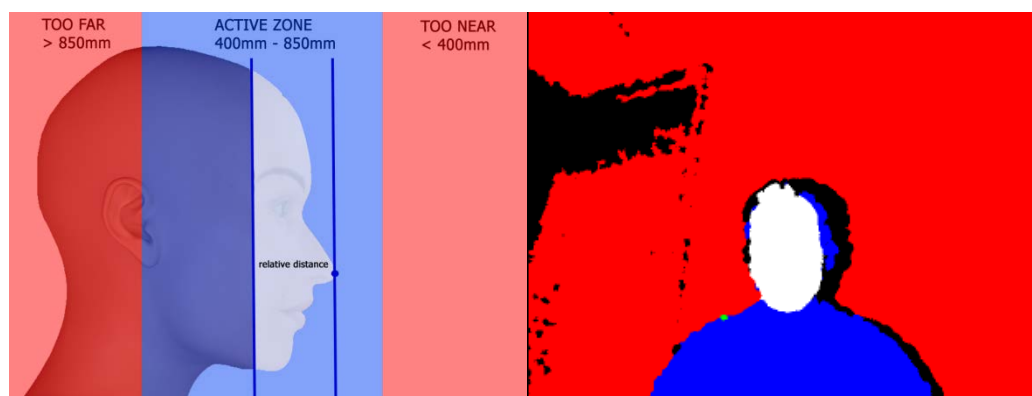 TOO FAR
> 850mm
ACTIVE ZONE
400mm - 850mm
TOO NEAR
< 400mm
relative distance